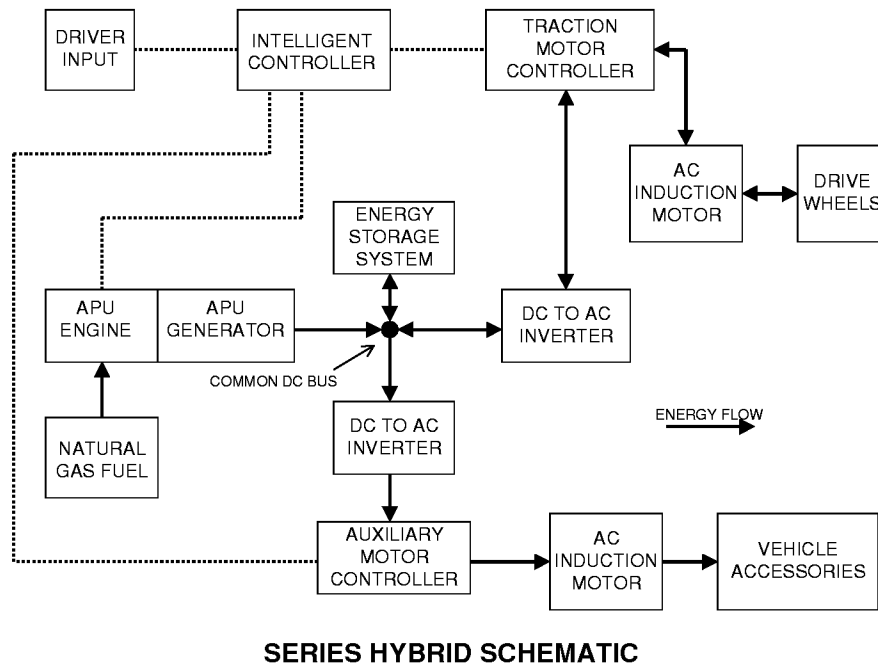 DRIVER
INPUT
INTELLIGENT
CONTROLLER
TRACTION
MOTOR
CONTROLLER
AC
INDUCTION
MOTOR
DRIVE
WHEELS
ENERGY
STORAGE
SYSTEM
APU
ENGINE
APU
GENERATOR
DC TO AC
INVERTER
COMMON DC BUS
NATURAL
GAS FUEL
DC TO AC
INVERTER
ENERGY FLOW
AUXILIARY
MOTOR
CONTROLLER
AC
INDUCTION
MOTOR
VEHICLE
ACCESSORIES
SERIES HYBRID SCHEMATIC